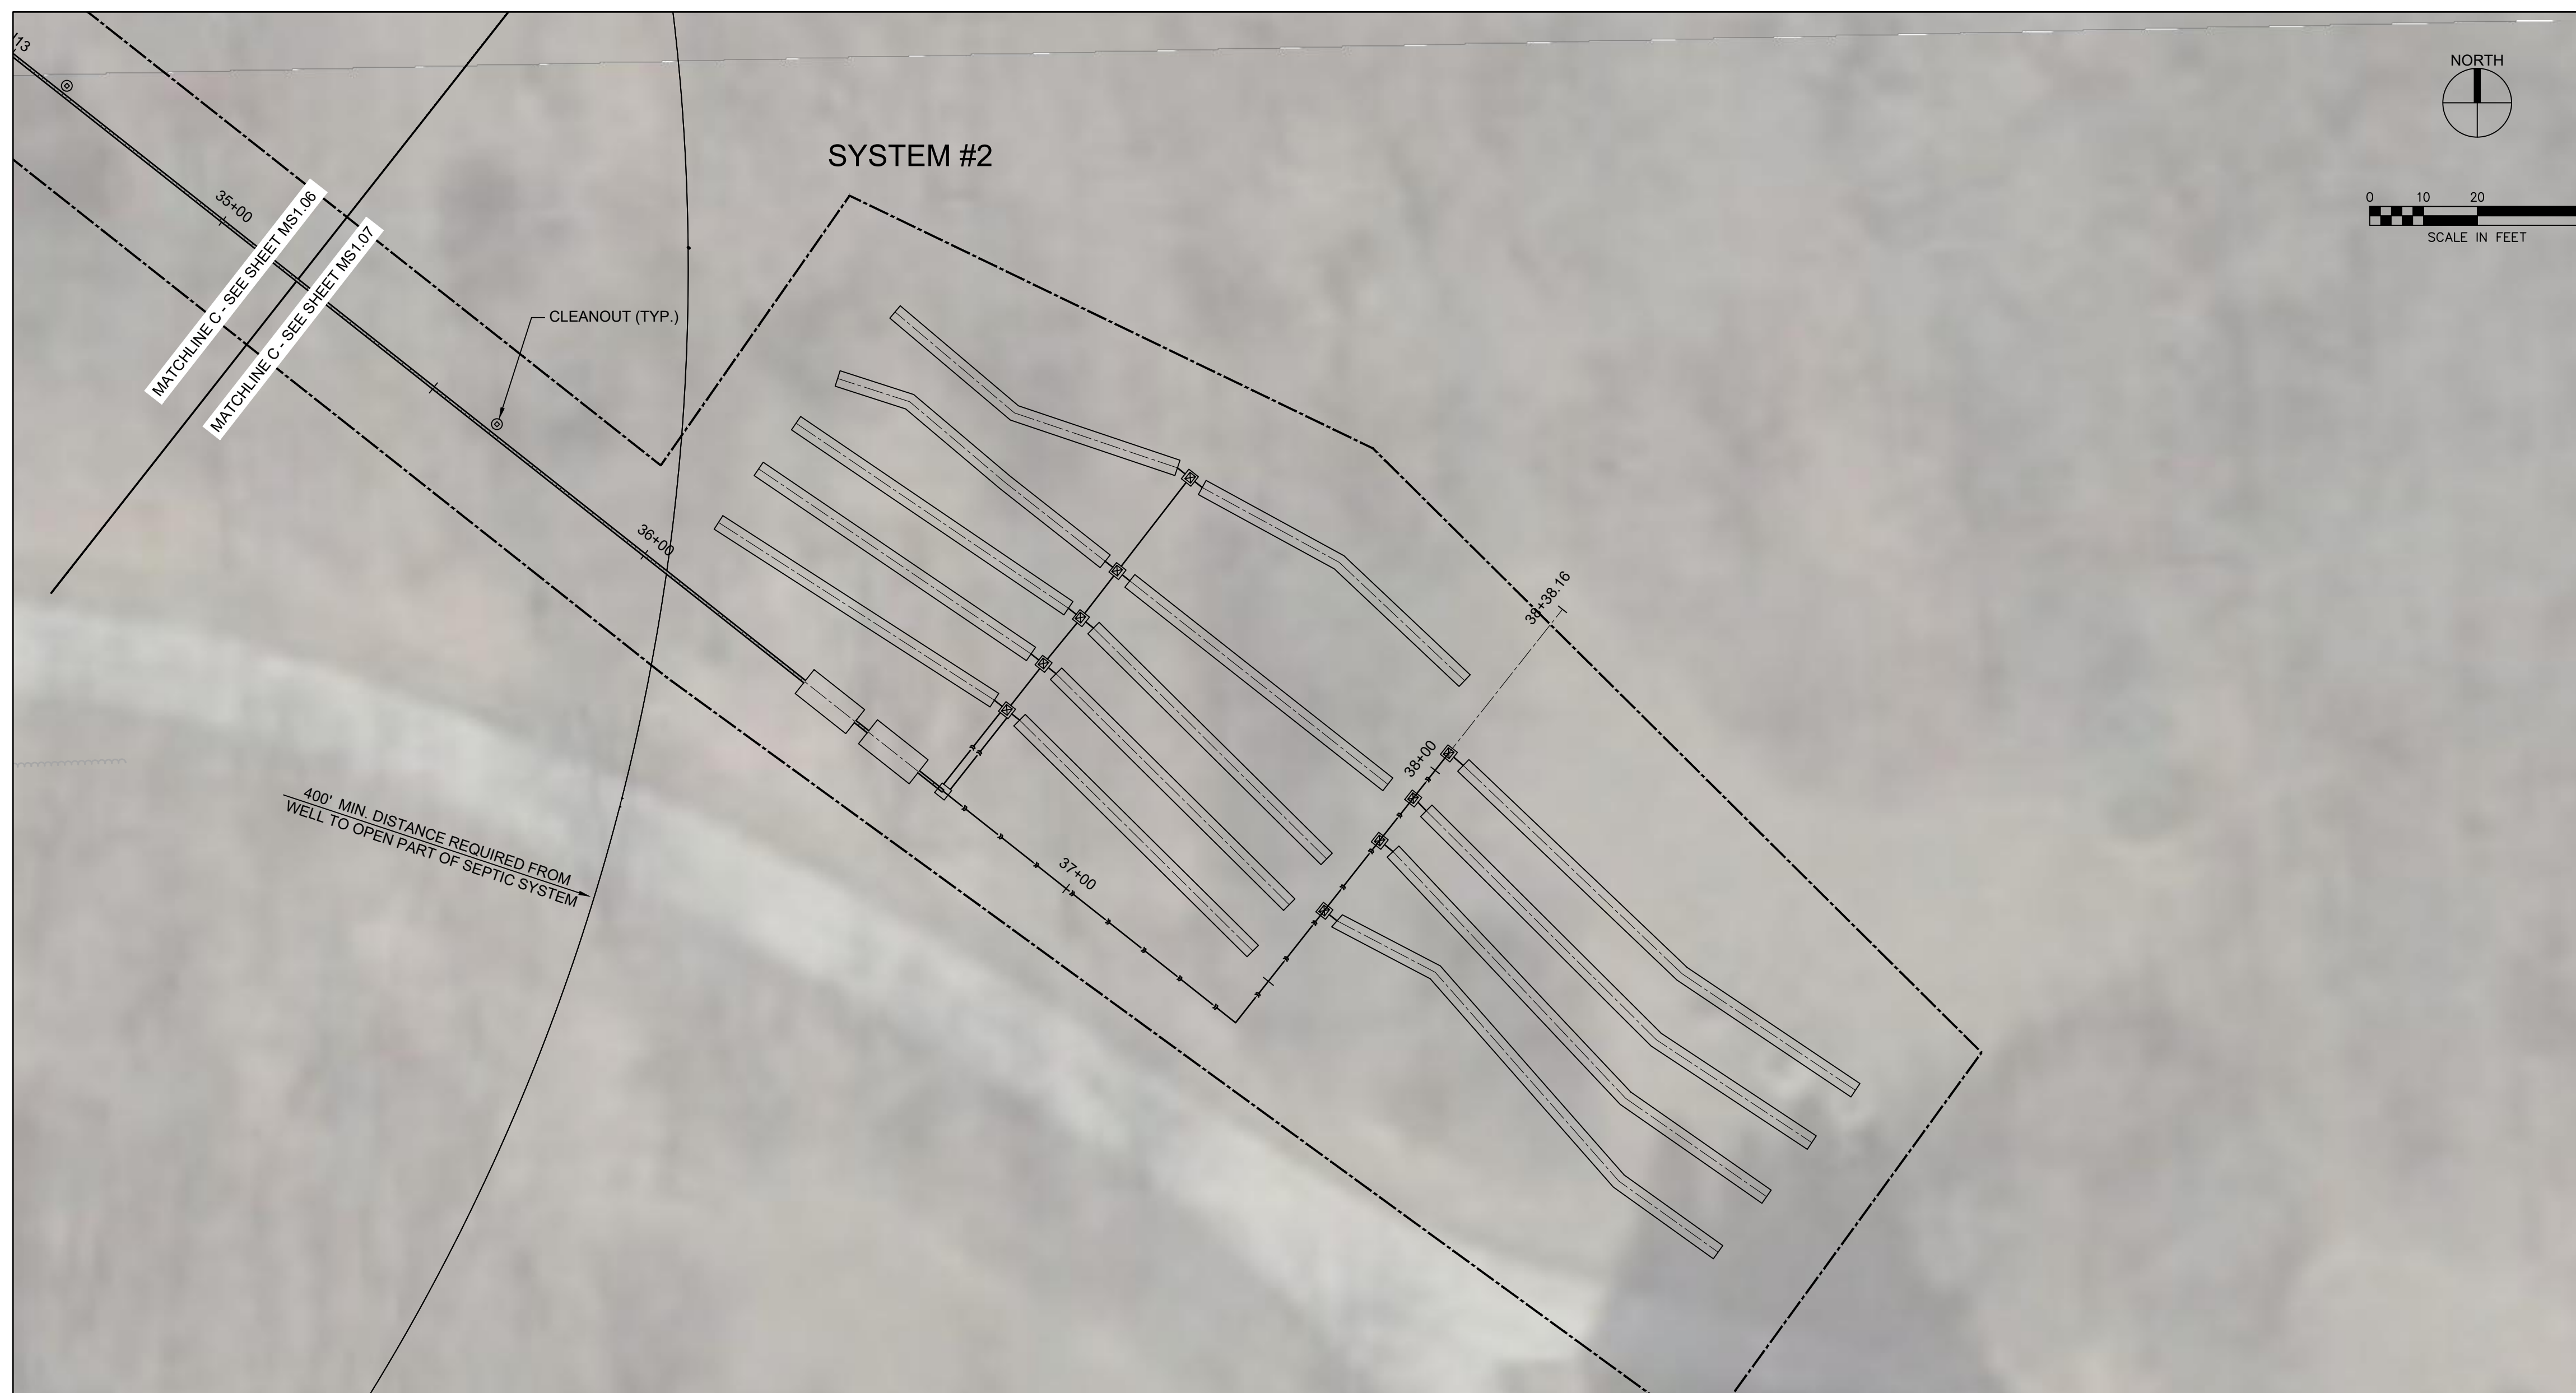 /13
NORTH
SYSTEM #2
35+00
MATCHLINE C - SEE SHEET MS1.06
MATCHLINE C - SEE SHEET MS1.07
0 10 20
SCALE IN FEET
CLEANOUT (TYP.)
36+00
38+38.16
38+00
400' MIN. DISTANCE REQUIRED FROM
WELL TO OPEN PART OF SEPTIC SYSTEM
37+00